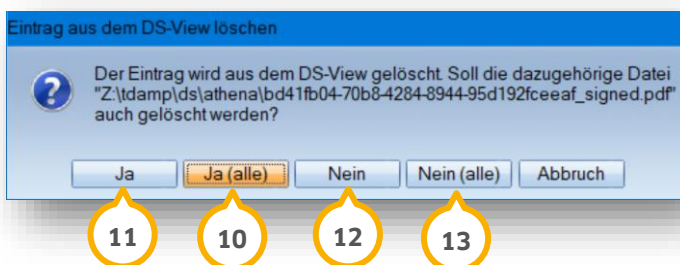 Eintrag aus dem DS-View löschen
Der Eintrag wird aus dem DS-View gelöscht. Soll die dazugehörige Datei
"Z:\tdamp\ds\athena\bd41fb04-70b8-4284-8944-95d192fceeaf_signed.pdf"
auch gelöscht werden?
Ja Ja (alle) Nein Nein (alle) Abbruch
11 10 12 13